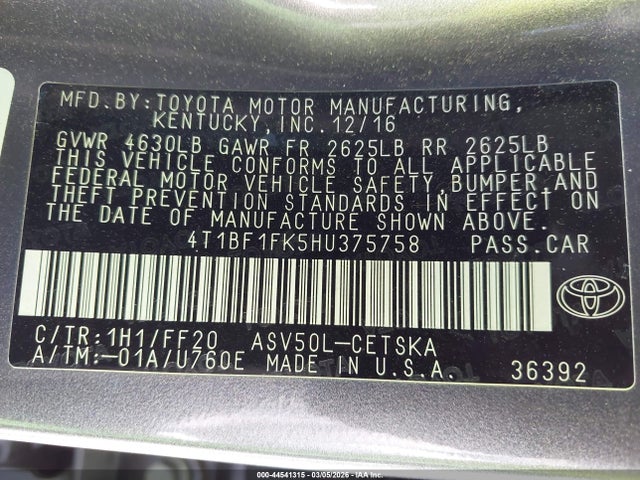 MFD.BY:TOYOTA MOTOR MANUFACTURING,
KENTUCKY,INC.12/16
GVWR 4630LB GAWR FR 2625LB RR 2625LB
THIS VEHICLE CONFORMS TO ALL APPLICABLE
FEDERAL MOTOR VEHICLE SAFETY,BUMPER,AND
THEFT PREVENTION STANDARDS IN EFFECT ON
THE DATE OF MANUFACTURE SHOWN ABOVE.
4T1BF1FK5HU375758 PASS.CAR
C/TR:1H1/FF20 ASV50L-CETSKA
A/TM:-01A/U760E MADE IN U.S.A. 36392
000-44541315 - 03/05/2026 - IAA Inc.